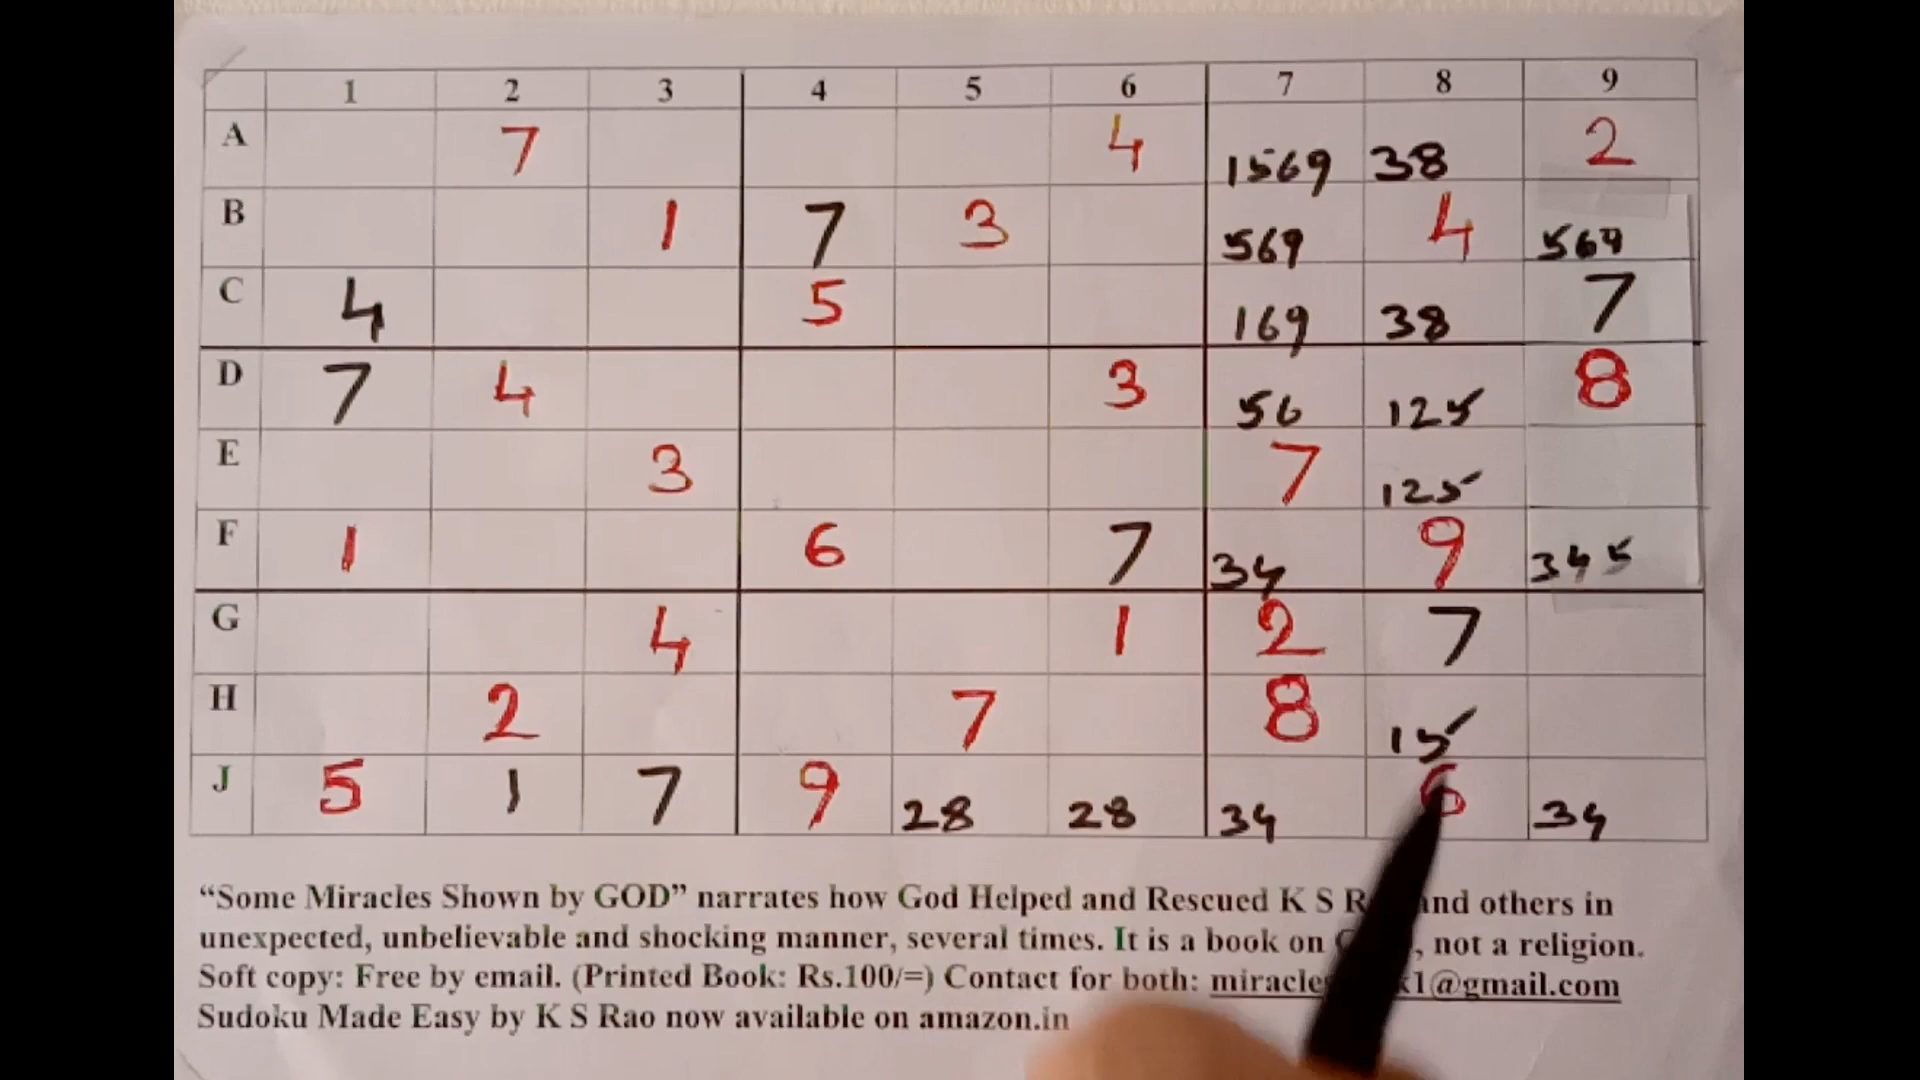 1 2 3 4 5 6 7 8 9
A 7 4 1569 38 2
B 1 7 3 569 4 569
C 4 5 169 38 7
D 7 4 3 56 125 8
E 3 7 125
F 1 6 7 34 9 345
G 4 1 2 7
H 2 7 8 15
J 5 1 7 9 28 28 34 6 34
“Some Miracles Shown by GOD” narrates how God Helped and Rescued K S and others in
unexpected, unbelievable and shocking manner, several times. It is a book on , not a religion.
Soft copy: Free by email. (Printed Book: Rs.100/=) Contact for both:
Sudoku Made Easy by K S Rao now available on amazon.in